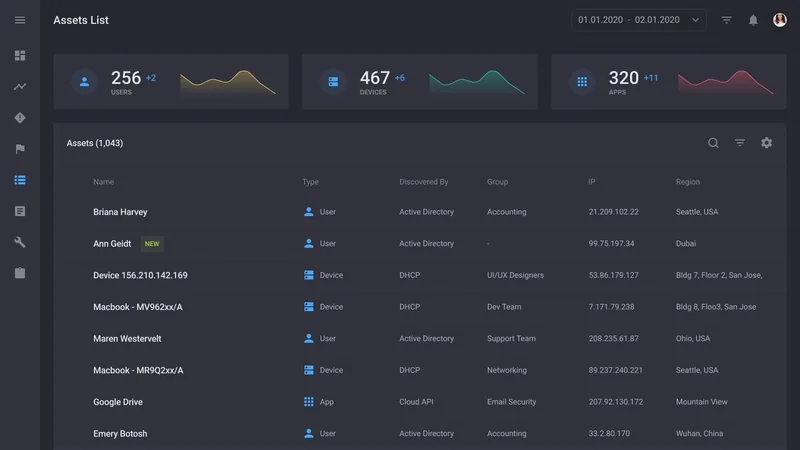 Assets List
01.01.2020 - 02.01.2020
256 +2
USERS
467 +6
DEVICES
320 +11
APPS
Assets (1,043)
Name Type Discovered By Group IP Region
Briana Harvey User Active Directory Accounting 21.209.102.22 Seattle, USA
Ann Geidt NEW User Active Directory - 99.75.197.34 Dubai
Device 156.210.142.169 Device DHCP UI/UX Designers 53.86.179.127 Bldg 7, Floor 2, San Jose,
Macbook - MV962xx/A Device DHCP Dev Team 7.171.79.238 Bldg 8, Floo3, San Jose
Maren Westervelt User Active Directory Support Team 208.235.61.87 Ohio, USA
Macbook - MR9Q2xx/A Device DHCP Networking 89.237.240.221 Seattle, USA
Google Drive App Cloud API Email Security 207.92.130.172 Mountain View
Emery Botosh User Active Directory Accounting 33.2.80.170 Wuhan, China